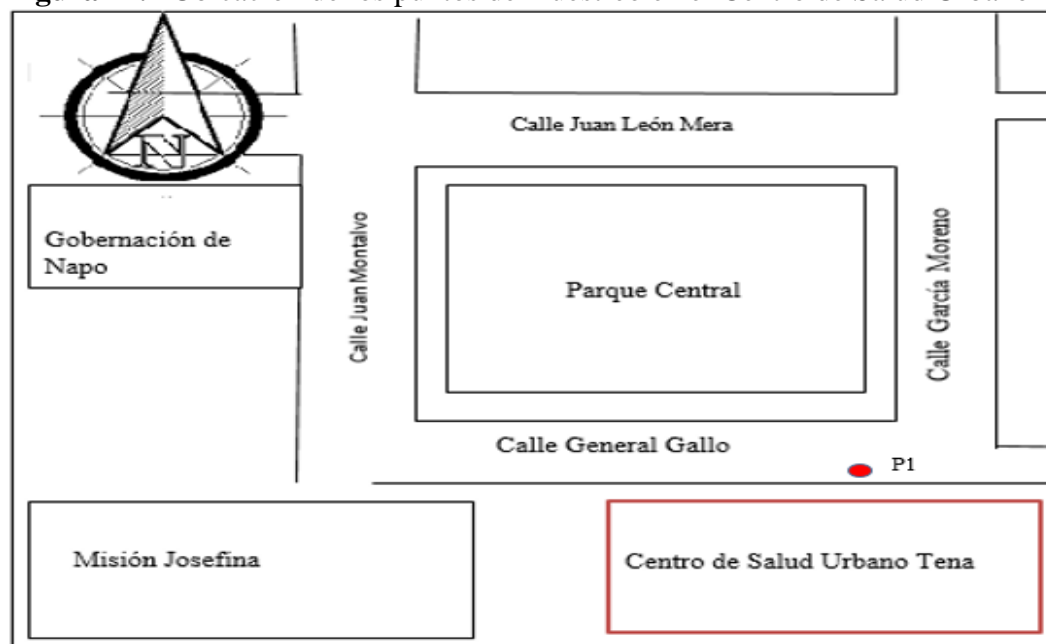 Calle Juan León Mera
N
Gobernación de
Napo
Calle Juan Montalvo
Parque Central
Calle García Moreno
Calle General Gallo
P1
Misión Josefina
Centro de Salud Urbano Tena